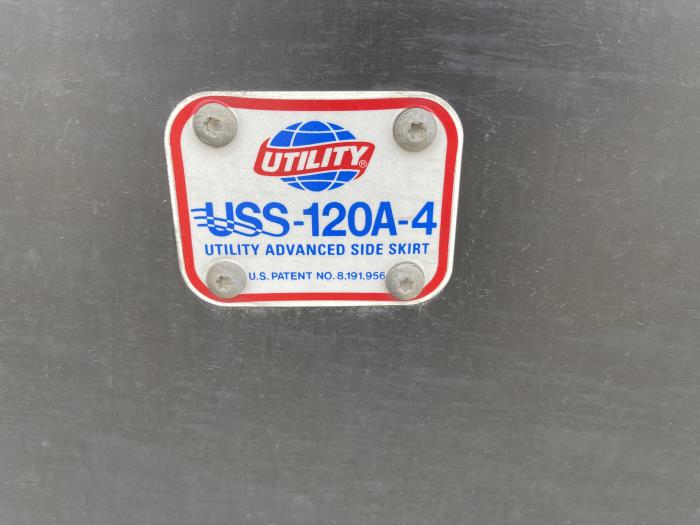 UTILITY®
USS-120A-4
UTILITY ADVANCED SIDE SKIRT
U.S. PATENT NO. 8,191,956